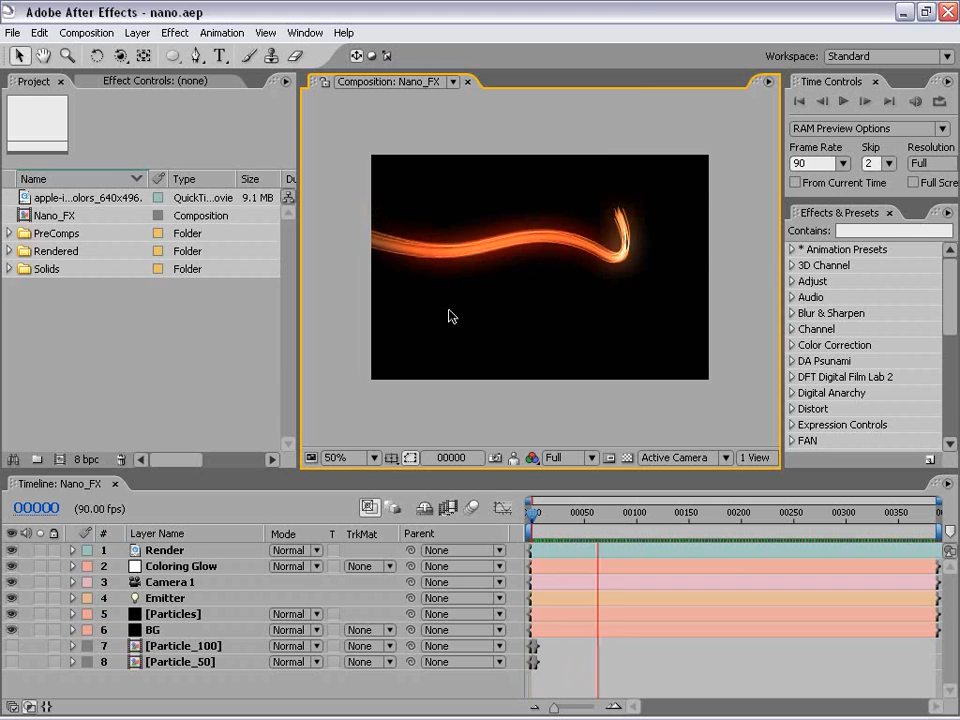 Adobe After Effects - nano.aep
File Edit Composition Layer Effect Animation View Window Help
Workspace: Standard
Project Effect Controls: (none)
Composition: Nano_FX
Time Controls
RAM Preview Options
Frame Rate Skip Resolution
90 2 Full
From Current Time Full Scre
Name Type Size Du
apple-i...olors_640x496. QuickTi...ovie 9.1 MB
Nano_FX Composition
PreComps Folder
Rendered Folder
Solids Folder
Effects & Presets
Contains:
* Animation Presets
3D Channel
Adjust
Audio
Blur & Sharpen
Channel
Color Correction
DA Psunami
DFT Digital Film Lab 2
Digital Anarchy
Distort
Expression Controls
FAN
8 bpc
50% 00000 Full Active Camera 1 View
Timeline: Nano_FX
00000 (90.00 fps)
00050 00100 00150 00200 00250 00300 00350
# Layer Name Mode T TrkMat Parent
1 Render Normal None
2 Coloring Glow Normal None None
3 Camera 1 None
4 Emitter None
5 [Particles] Normal None
6 BG Normal None None
7 [Particle_100] Normal None None
8 [Particle_50] Normal None None